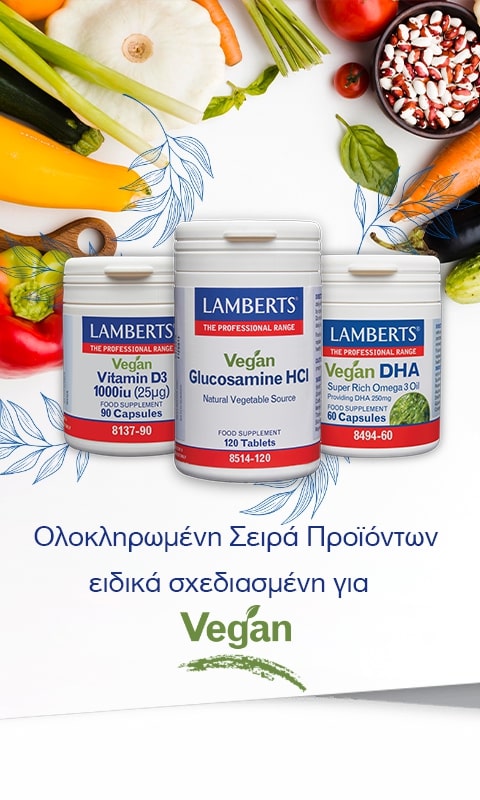 LAMBERTS®
THE PROFESSIONAL RANGE
Vegan
Vitamin D3
1000iu (25µg)
FOOD SUPPLEMENT
90 Capsules
8137-90
LAMBERTS®
THE PROFESSIONAL RANGE
Vegan
Glucosamine HCl
Natural Vegetable Source
FOOD SUPPLEMENT
120 Tablets
8514-120
LAMBERTS®
THE PROFESSIONAL RANGE
Vegan DHA
Super Rich Omega 3 Oil
Providing DHA 250mg
FOOD SUPPLEMENT
60 Capsules
8494-60
Ολοκληρωμένη Σειρά Προϊόντων
ειδικά σχεδιασμένη για
Vegan